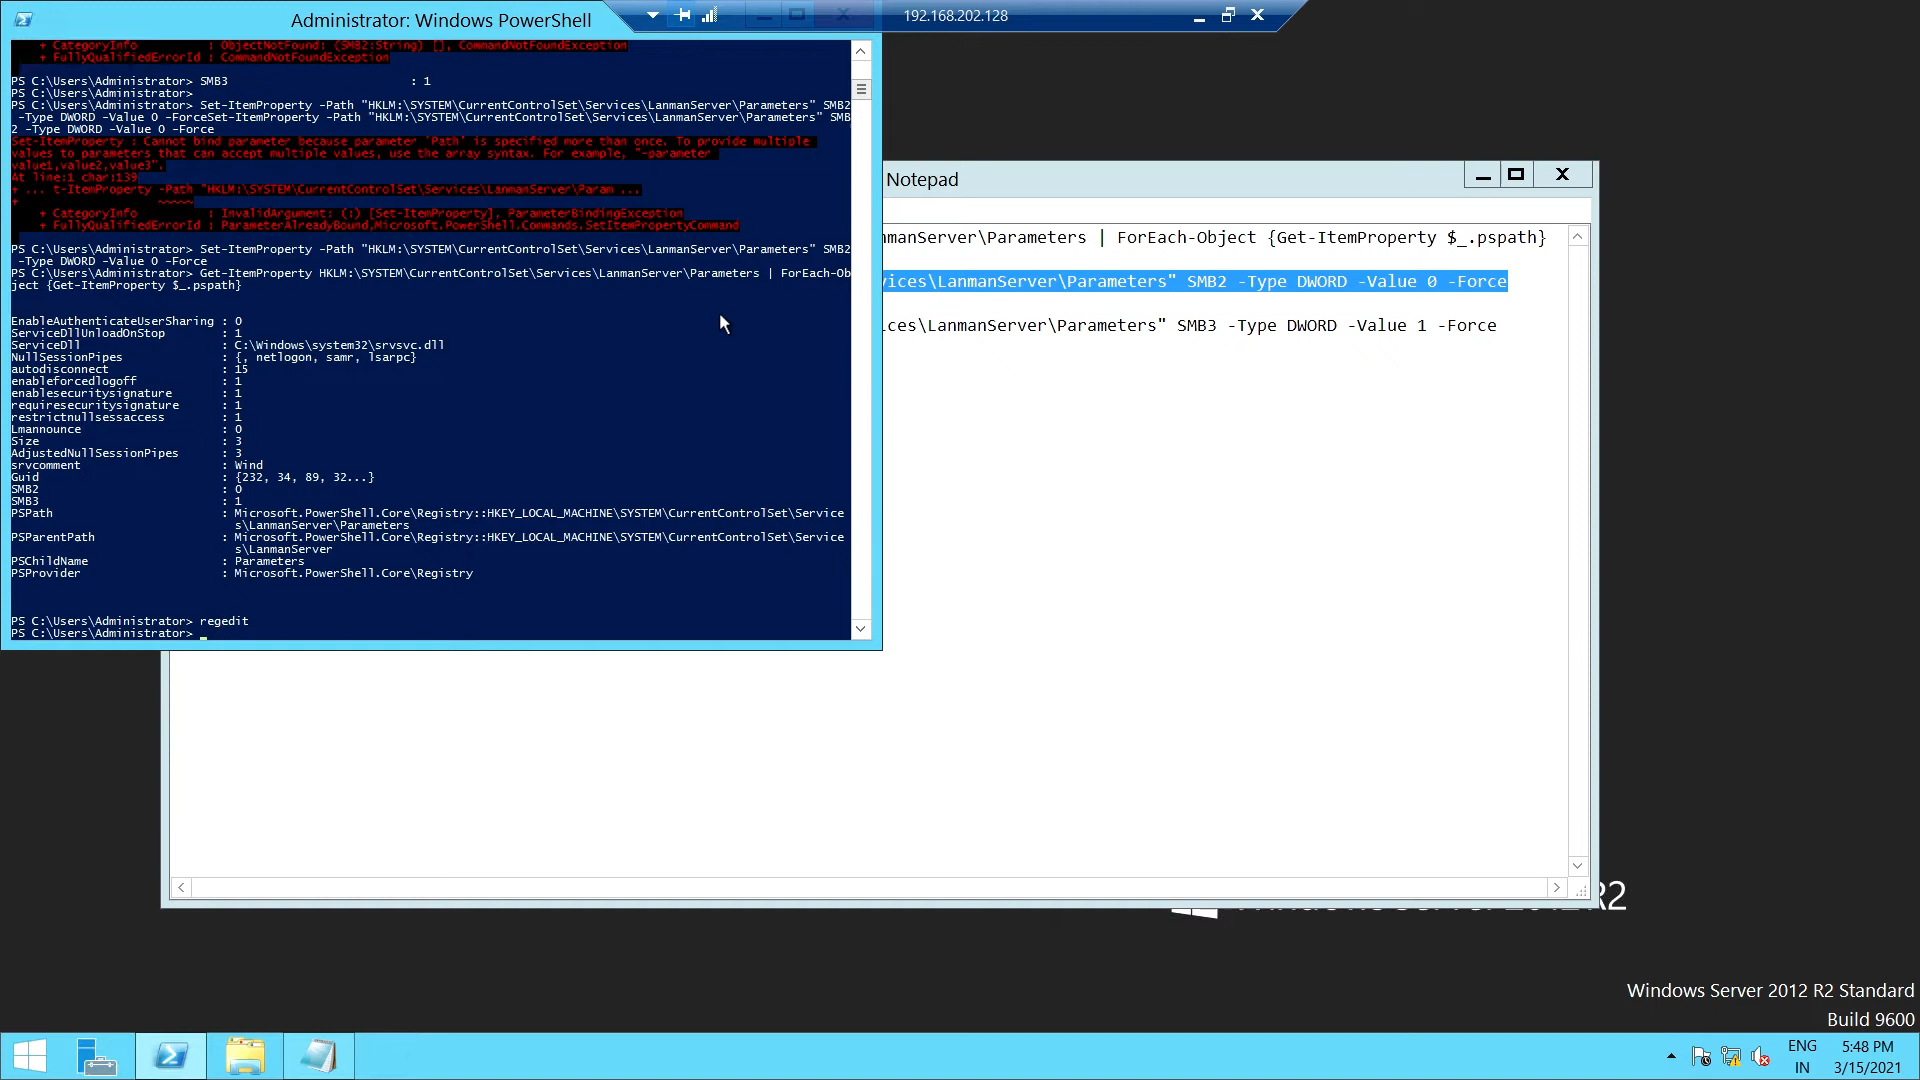 Administrator: Windows PowerShell
192.168.202.128
+ CategoryInfo : ObjectNotFound: (SMB2:String) [], CommandNotFoundException
+ FullyQualifiedErrorId : CommandNotFoundException
PS C:\Users\Administrator> SMB3 : 1
PS C:\Users\Administrator>
PS C:\Users\Administrator> Set-ItemProperty -Path "HKLM:\SYSTEM\CurrentControlSet\Services\LanmanServer\Parameters" SMB2
-Type DWORD -Value 0 -ForceSet-ItemProperty -Path "HKLM:\SYSTEM\CurrentControlSet\Services\LanmanServer\Parameters" SMB
2 -Type DWORD -Value 0 -Force
Set-ItemProperty : Cannot bind parameter because parameter 'Path' is specified more than once. To provide multiple
values to parameters that can accept multiple values, use the array syntax. For example, "-parameter
value1,value2,value3".
At line:1 char:139
+ ... t-ItemProperty -Path "HKLM:\SYSTEM\CurrentControlSet\Services\LanmanServer\Param ...
+ ~~~~~
+ CategoryInfo : InvalidArgument: (:) [Set-ItemProperty], ParameterBindingException
+ FullyQualifiedErrorId : ParameterAlreadyBound,Microsoft.PowerShell.Commands.SetItemPropertyCommand
PS C:\Users\Administrator> Set-ItemProperty -Path "HKLM:\SYSTEM\CurrentControlSet\Services\LanmanServer\Parameters" SMB2
-Type DWORD -Value 0 -Force
PS C:\Users\Administrator> Get-ItemProperty HKLM:\SYSTEM\CurrentControlSet\Services\LanmanServer\Parameters | ForEach-Ob
ject {Get-ItemProperty $_.pspath}
EnableAuthenticateUserSharing : 0
ServiceDllUnloadOnStop : 1
ServiceDll : C:\Windows\system32\srvsvc.dll
NullSessionPipes : {, netlogon, samr, lsarpc}
autodisconnect : 15
enableforcedlogoff : 1
enablesecuritysignature : 1
requiresecuritysignature : 1
restrictnullsessaccess : 1
Lmannounce : 0
Size : 3
AdjustedNullSessionPipes : 3
srvcomment : Wind
Guid : {232, 34, 89, 32...}
SMB2 : 0
SMB3 : 1
PSPath : Microsoft.PowerShell.Core\Registry::HKEY_LOCAL_MACHINE\SYSTEM\CurrentControlSet\Service
s\LanmanServer\Parameters
PSParentPath : Microsoft.PowerShell.Core\Registry::HKEY_LOCAL_MACHINE\SYSTEM\CurrentControlSet\Service
s\LanmanServer
PSChildName : Parameters
PSProvider : Microsoft.PowerShell.Core\Registry
PS C:\Users\Administrator> regedit
PS C:\Users\Administrator>
Notepad
nmanServer\Parameters | ForEach-Object {Get-ItemProperty $_.pspath}
vices\LanmanServer\Parameters" SMB2 -Type DWORD -Value 0 -Force
ces\LanmanServer\Parameters" SMB3 -Type DWORD -Value 1 -Force
R2
Windows Server 2012 R2 Standard
Build 9600
ENG
IN
5:48 PM
3/15/2021